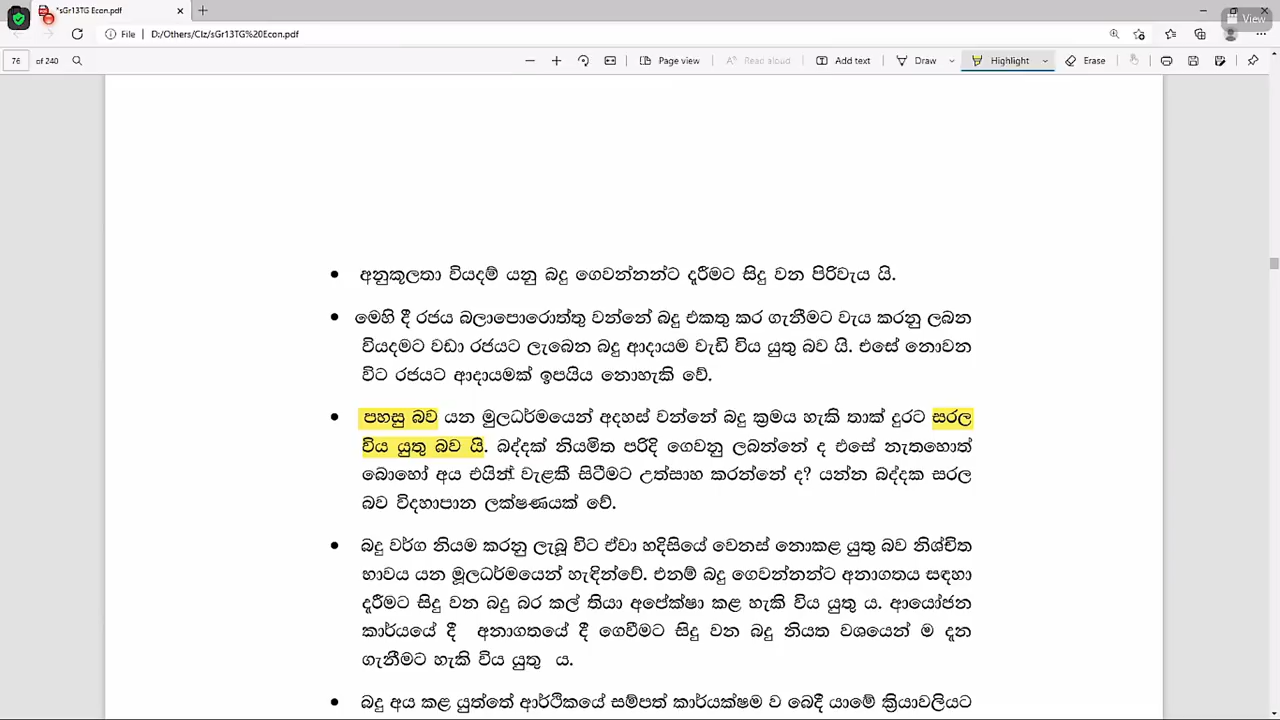 *sGr13TG Econ.pdf
View
File D:/Others/Clz/sGr13TG%20Econ.pdf
76 of 240 Page view Read aloud Add text Draw Highlight Erase
• අනුකූලතා වියදම් යනු බදු ගෙවන්නන්ට දැරීමට සිදු වන පිරිවැය යි.
• මෙහි දී රජය බලාපොරොත්තු වන්නේ බදු එකතු කර ගැනීමට වැය කරනු ලබන
වියදමට වඩා රජයට ලැබෙන බදු ආදායම වැඩි විය යුතු බව යි. එසේ නොවන
විට රජයට ආදායමක් ඉපයිය නොහැකි වේ.
• පහසු බව යන මුලධර්මයෙන් අදහස් වන්නේ බදු ක්‍රමය හැකි තාක් දුරට සරල
විය යුතු බව යි. බද්දක් නියමිත පරිදි ගෙවනු ලබන්නේ ද එසේ නැතහොත්
බොහෝ අය එයින් වැළකී සිටීමට උත්සාහ කරන්නේ ද? යන්න බද්දක සරල
බව විදහාපාන ලක්ෂණයක් වේ.
• බදු වර්ග නියම කරනු ලැබූ විට ඒවා හදිසියේ වෙනස් නොකළ යුතු බව නිශ්චිත
භාවය යන මූලධර්මයෙන් හැඳින්වේ. එනම් බදු ගෙවන්නන්ට අනාගතය සඳහා
දැරීමට සිදු වන බදු බර කල් තියා අපේක්ෂා කළ හැකි විය යුතු ය. ආයෝජන
කාර්යයේ දී අනාගතයේ දී ගෙවීමට සිදු වන බදු නියත වශයෙන් ම දැන
ගැනීමට හැකි විය යුතු ය.
• බදු අය කළ යුත්තේ ආර්ථිකයේ සම්පත් කාර්යක්ෂම ව බෙදී යාමේ ක්‍රියාවලියට